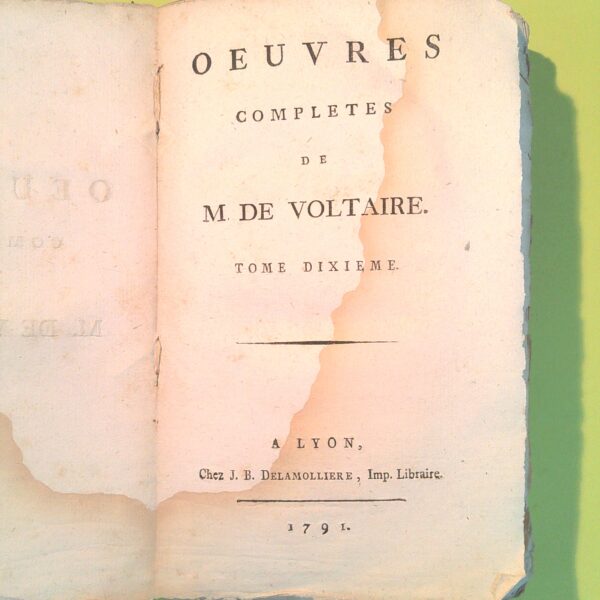 OEUVRES
COMPLETES
DE
M. DE VOLTAIRE.
TOME DIXIEME.
A LYON,
Chez J. B. DELAMOLLIERE, Imp. Libraire.
1791.